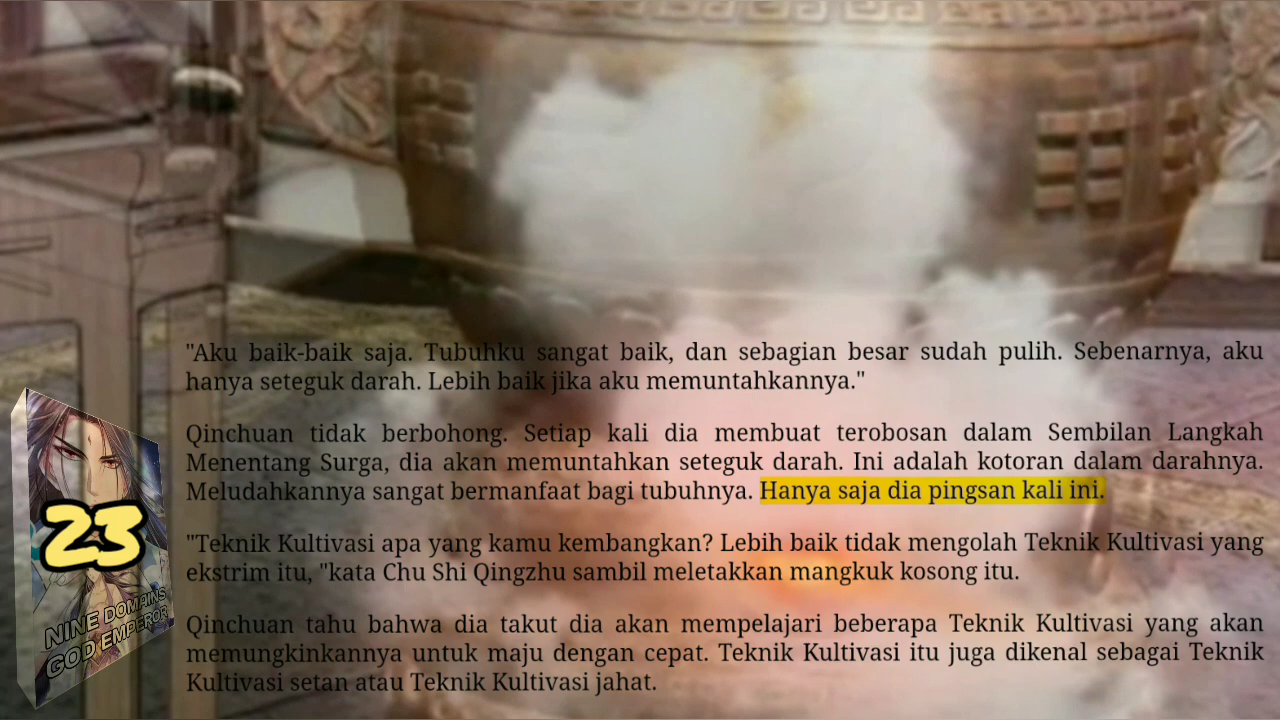 "Aku baik-baik saja. Tubuhku sangat baik, dan sebagian besar sudah pulih. Sebenarnya, aku
hanya seteguk darah. Lebih baik jika aku memuntahkannya."
Qinchuan tidak berbohong. Setiap kali dia membuat terobosan dalam Sembilan Langkah
Menentang Surga, dia akan memuntahkan seteguk darah. Ini adalah kotoran dalam darahnya.
Meludahkannya sangat bermanfaat bagi tubuhnya. Hanya saja dia pingsan kali ini.
"Teknik Kultivasi apa yang kamu kembangkan? Lebih baik tidak mengolah Teknik Kultivasi yang
ekstrim itu, "kata Chu Shi Qingzhu sambil meletakkan mangkuk kosong itu.
Qinchuan tahu bahwa dia takut dia akan mempelajari beberapa Teknik Kultivasi yang akan
memungkinkannya untuk maju dengan cepat. Teknik Kultivasi itu juga dikenal sebagai Teknik
Kultivasi setan atau Teknik Kultivasi jahat.
23
NINE DOMAINS
GOD EMPEROR